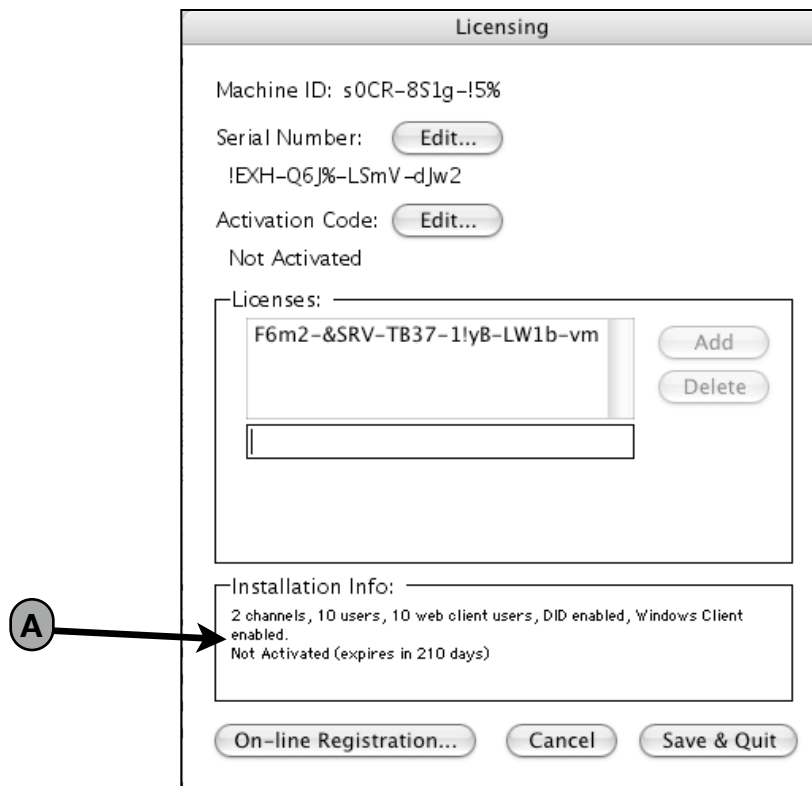 Licensing
Machine ID: s0CR-8S1g-!5%
Serial Number: Edit...
!EXH-Q6J%-LSmV-dJw2
Activation Code: Edit...
Not Activated
Licenses:
F6m2-&SRV-TB37-1!yB-LW1b-vm
Add
Delete
Installation Info:
A
2 channels, 10 users, 10 web client users, DID enabled, Windows Client
enabled.
Not Activated (expires in 210 days)
On-line Registration... Cancel Save & Quit